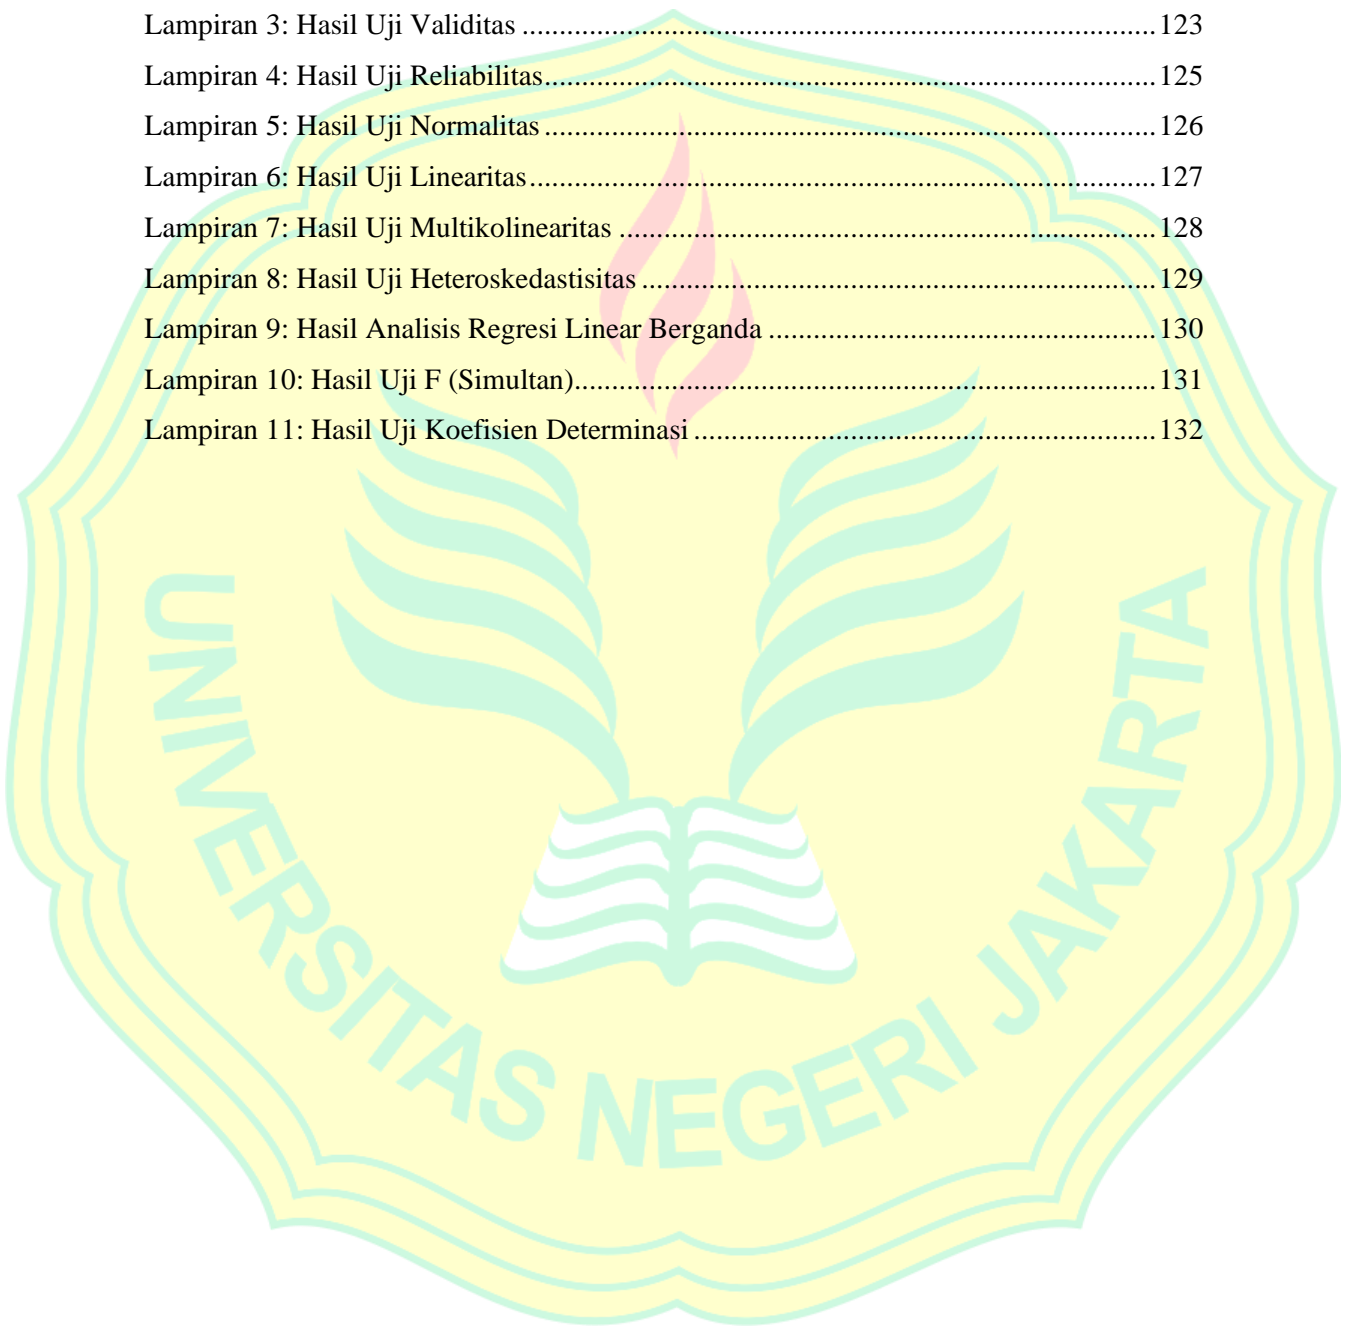 Lampiran 3: Hasil Uji Validitas ..................................................................................... 123
Lampiran 4: Hasil Uji Reliabilitas.................................................................................. 125
Lampiran 5: Hasil Uji Normalitas .................................................................................. 126
Lampiran 6: Hasil Uji Linearitas.................................................................................... 127
Lampiran 7: Hasil Uji Multikolinearitas ........................................................................ 128
Lampiran 8: Hasil Uji Heteroskedastisitas ..................................................................... 129
Lampiran 9: Hasil Analisis Regresi Linear Berganda .................................................... 130
Lampiran 10: Hasil Uji F (Simultan).............................................................................. 131
Lampiran 11: Hasil Uji Koefisien Determinasi .............................................................. 132
UNIVERSITAS NEGERI JAKARTA